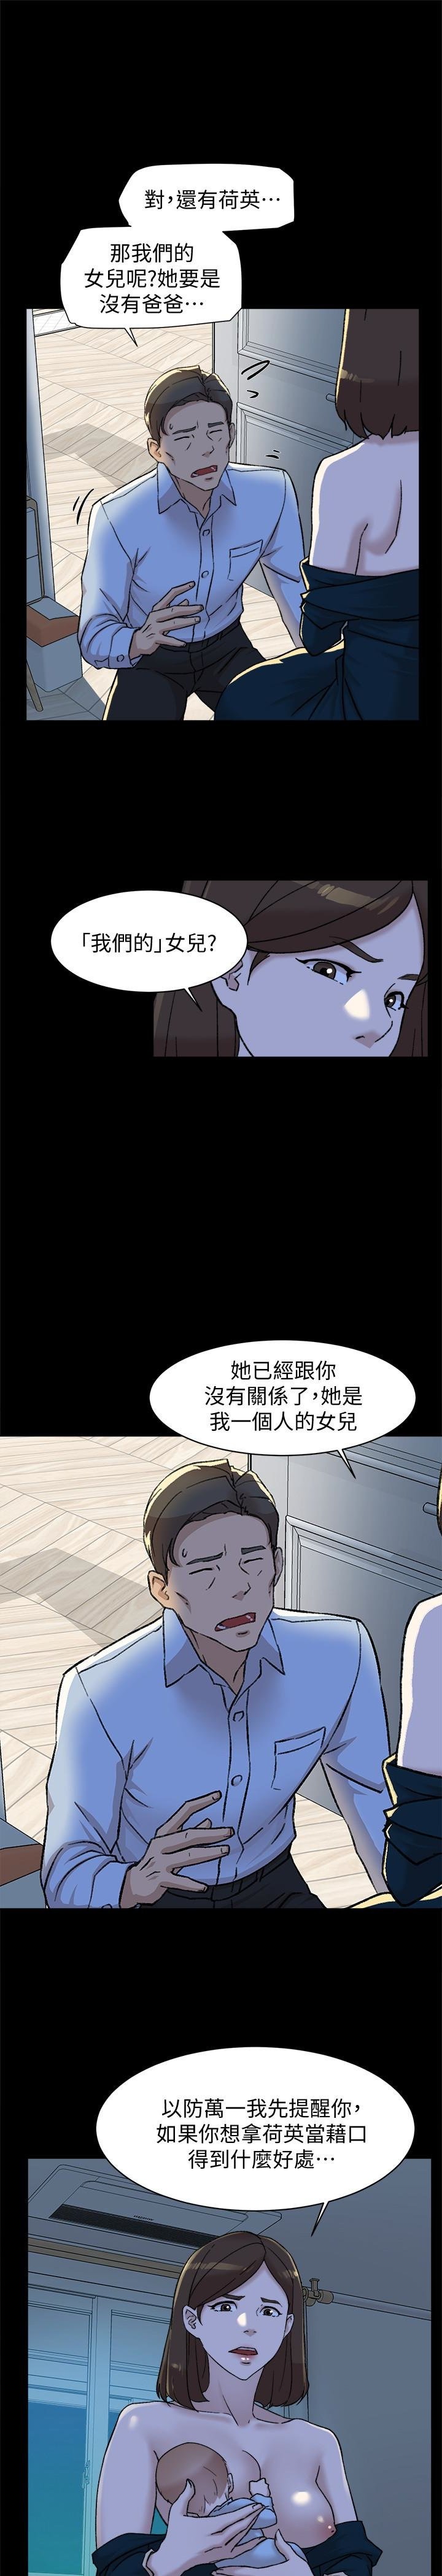 對，還有荷英⋯
那我們的
女兒呢?她要是
沒有爸爸⋯
「我們的」女兒?
她已經跟你
沒有關係了，她是
我一個人的女兒
以防萬一我先提醒你，
如果你想拿荷英當藉口
得到什麼好處⋯